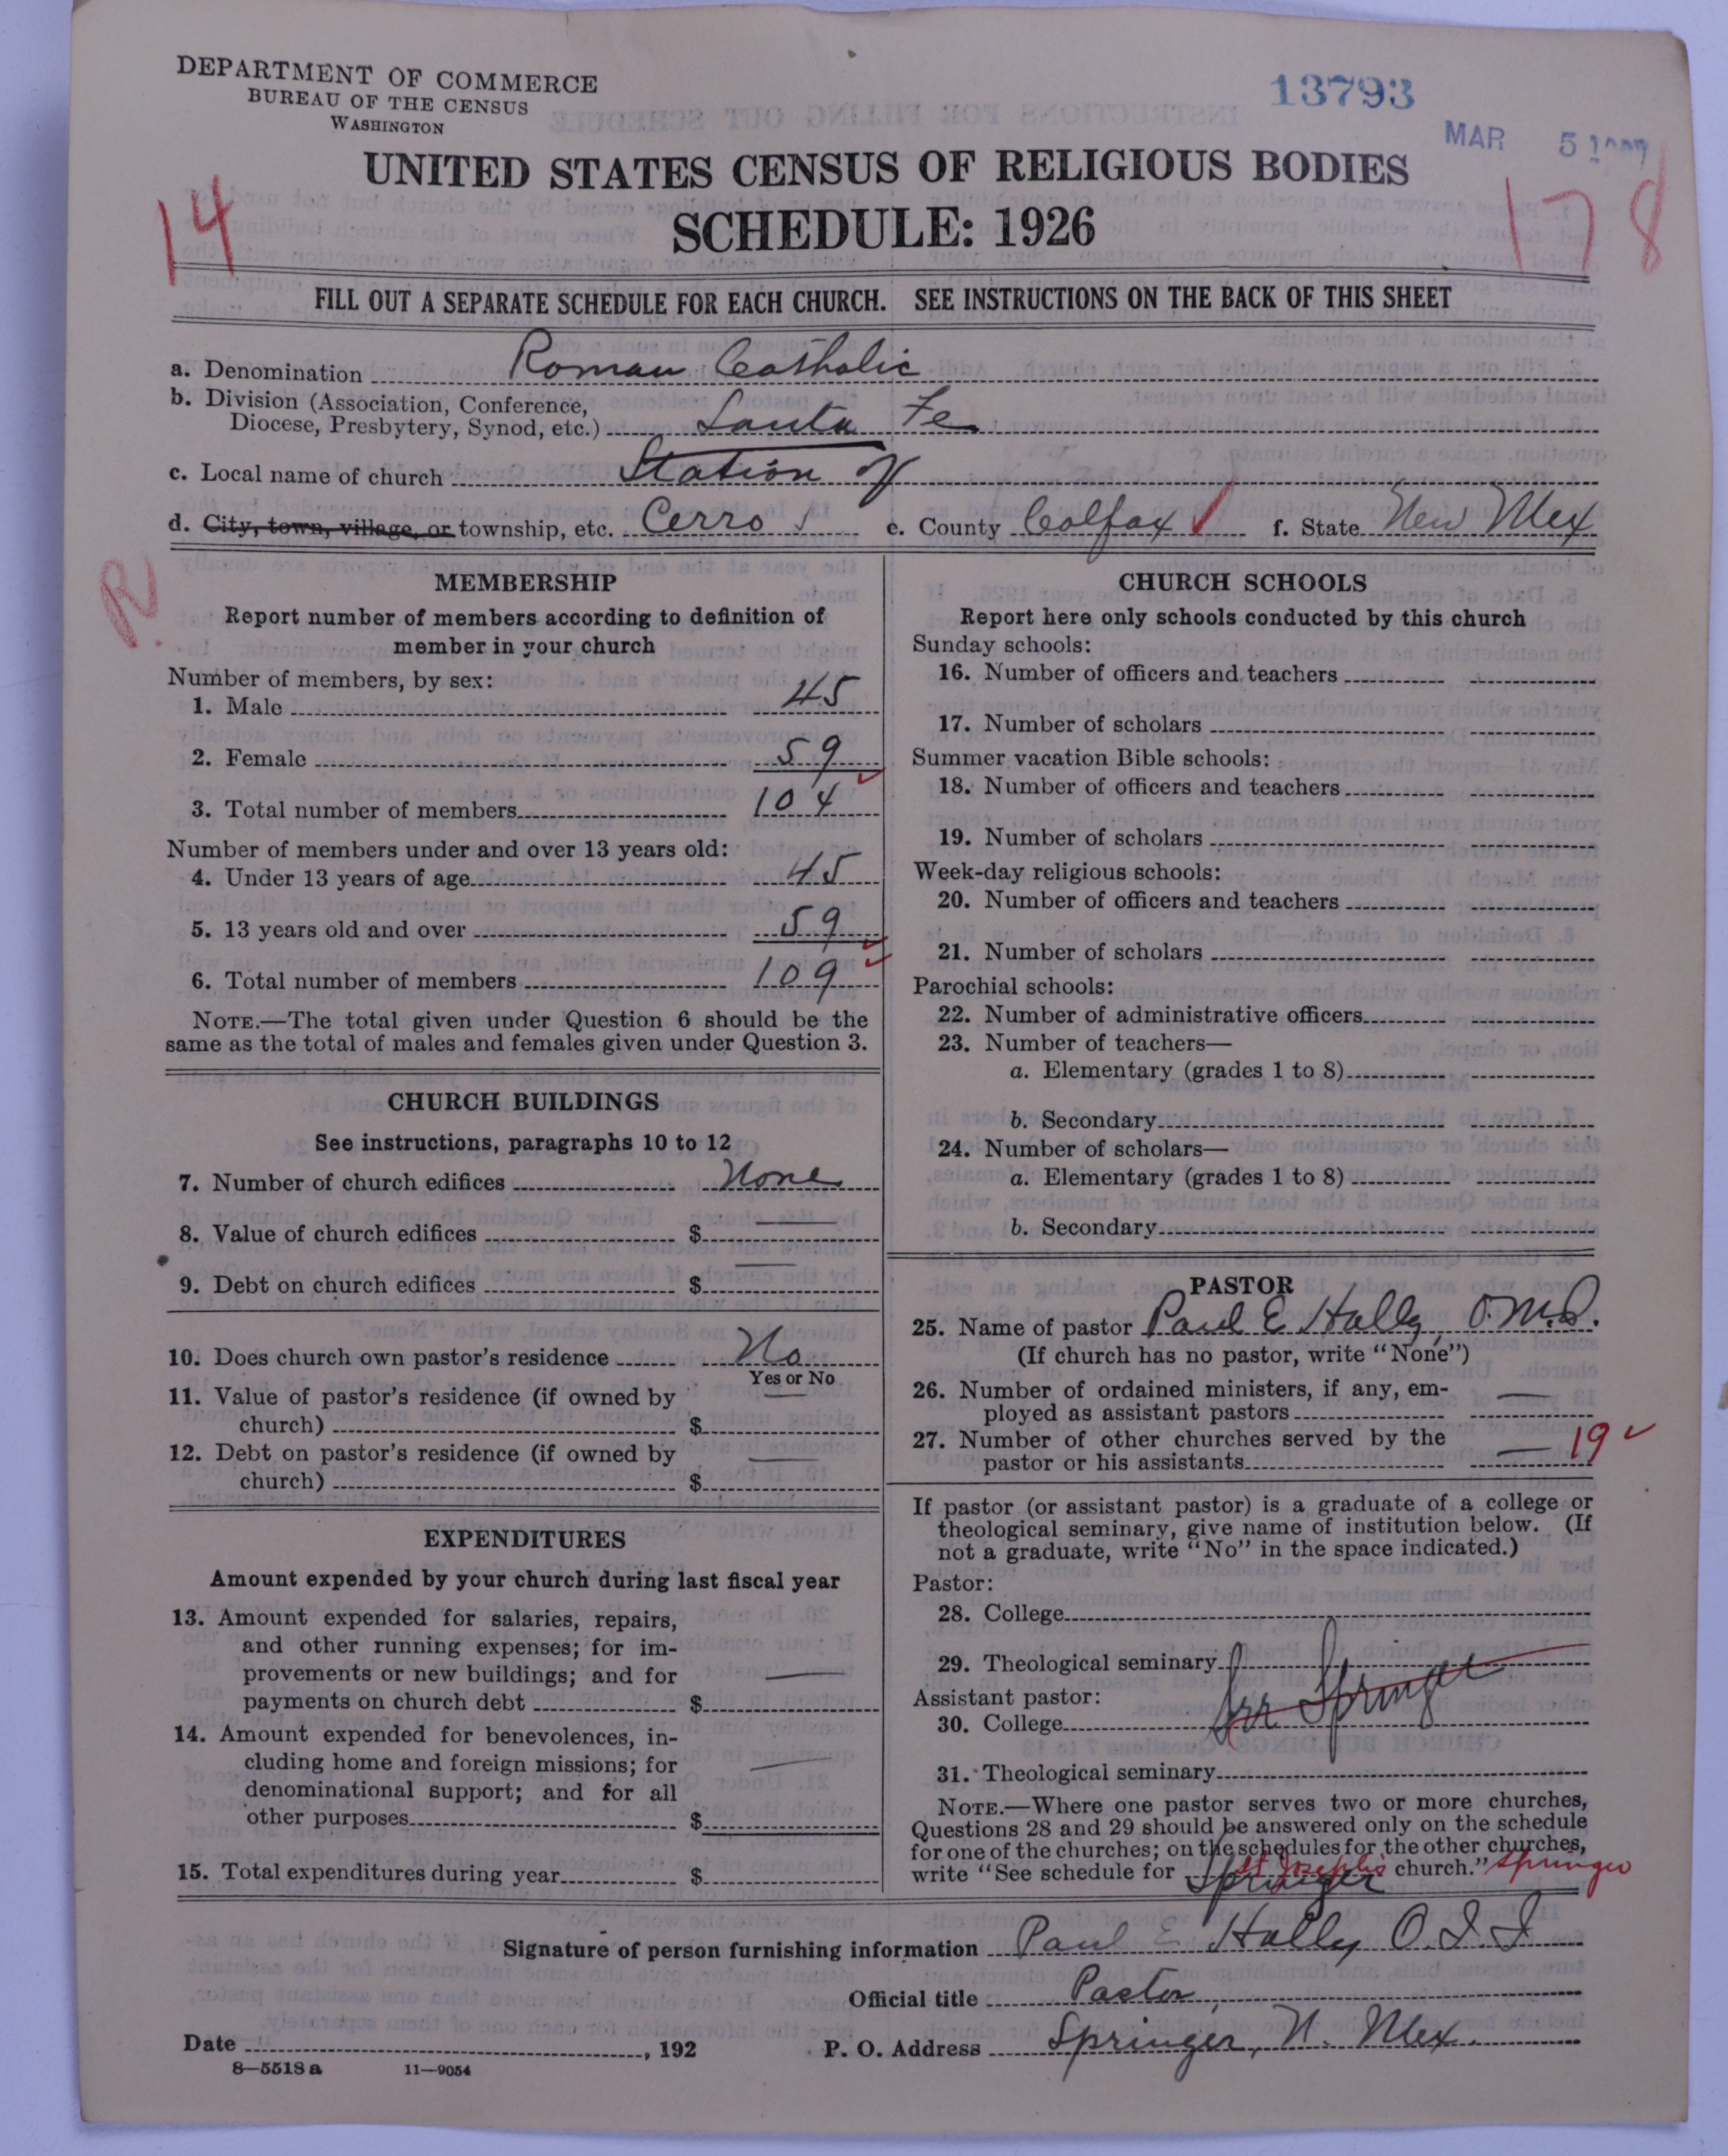 DEPARTMENT OF COMMERCE
BUREAU OF THE CENSUS
WASHINGTON
13793
MAR 5
UNITED STATES CENSUS OF RELIGIOUS BODIES
SCHEDULE: 1926
14
178
FILL OUT A SEPARATE SCHEDULE FOR EACH CHURCH. SEE INSTRUCTIONS ON THE BACK OF THIS SHEET
a. Denomination Roman Catholic
b. Division (Association, Conference,
Diocese, Presbytery, Synod, etc.) Santa Fe
c. Local name of church Station of
d. City, town, village, or township, etc. Cerro e. County Colfax f. State New Mex
R
MEMBERSHIP
Report number of members according to definition of
member in your church
Number of members, by sex:
1. Male 45
2. Female 59
3. Total number of members 104
Number of members under and over 13 years old:
4. Under 13 years of age 45
5. 13 years old and over 59
6. Total number of members 109
NOTE.—The total given under Question 6 should be the
same as the total of males and females given under Question 3.
CHURCH BUILDINGS
See instructions, paragraphs 10 to 12
7. Number of church edifices None
8. Value of church edifices $ —
9. Debt on church edifices $ —
10. Does church own pastor's residence No
Yes or No
11. Value of pastor's residence (if owned by
church) $ —
12. Debt on pastor's residence (if owned by
church) $ —
EXPENDITURES
Amount expended by your church during last fiscal year
13. Amount expended for salaries, repairs,
and other running expenses; for im-
provements or new buildings; and for
payments on church debt $ —
14. Amount expended for benevolences, in-
cluding home and foreign missions; for
denominational support; and for all
other purposes $ —
15. Total expenditures during year $
CHURCH SCHOOLS
Report here only schools conducted by this church
Sunday schools:
16. Number of officers and teachers
17. Number of scholars
Summer vacation Bible schools:
18. Number of officers and teachers
19. Number of scholars
Week-day religious schools:
20. Number of officers and teachers
21. Number of scholars
Parochial schools:
22. Number of administrative officers
23. Number of teachers—
a. Elementary (grades 1 to 8)
b. Secondary
24. Number of scholars—
a. Elementary (grades 1 to 8)
b. Secondary
PASTOR
25. Name of pastor Paul E Hally,
(If church has no pastor, write "None")
26. Number of ordained ministers, if any, em-
ployed as assistant pastors —
27. Number of other churches served by the
pastor or his assistants — 19
If pastor (or assistant pastor) is a graduate of a college or
theological seminary, give name of institution below. (If
not a graduate, write "No" in the space indicated.)
Pastor:
28. College
29. Theological seminary
Assistant pastor:
30. College Springer
31. Theological seminary
NOTE.—Where one pastor serves two or more churches,
Questions 28 and 29 should be answered only on the schedule
for one of the churches; on the schedules for the other churches,
write "See schedule for Springer St Joseph's church." Springer
Signature of person furnishing information Paul E Hally
Official title Pastor,
Date , 192 P. O. Address Springer, N. Mex.
8—5518 a 11—9054